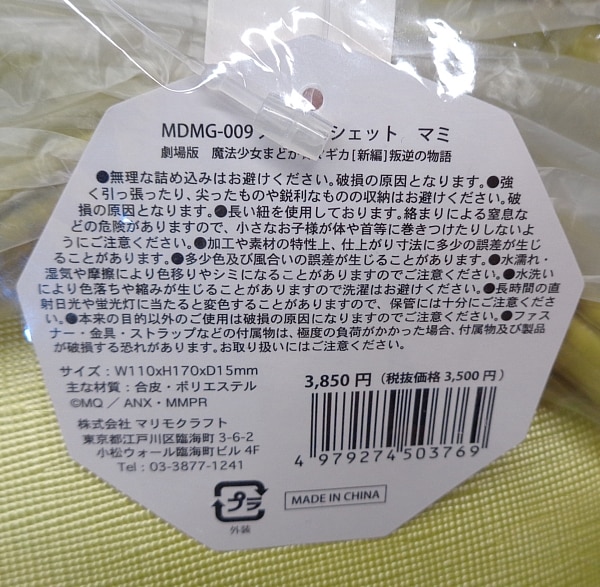 MDMG-009 シェット マミ
劇場版 魔法少女まどか ギカ[新編]叛逆の物語
●無理な詰め込みはお避けください。破損の原因となります。●強
く引っ張ったり、尖ったものや鋭利なものの収納はお避けください。破
損の原因となります。●長い紐を使用しております。絡まりによる窒息な
どの危険がありますので、小さなお子様が体や首等に巻きつけたりしないよ
うにご注意ください。●加工や素材の特性上、仕上がり寸法に多少の誤差が生じ
ることがあります。●多少色及び風合いの誤差が生じることがあります。●水濡れ・
湿気や摩擦により色移りやシミになることがありますのでご注意ください。●水洗い
により色落ちや縮みが生じることがありますので洗濯はお避けください。●長時間の直
射日光や蛍光灯に当たると変色することがありますので、保管には十分にご注意くださ
い。●本来の目的以外のご使用は破損の原因になりますのでご注意ください。●ファス
ナー・金具・ストラップなどの付属物は、極度の負荷がかかった場合、付属物及び製品
が破損する恐れがあります。お取り扱いにはご注意ください。
サイズ：W110xH170xD15mm
主な材質：合皮・ポリエステル
©MQ / ANX・MMPR
3,850 円（税抜価格 3,500 円）
株式会社 マリモクラフト
東京都江戸川区臨海町 3-6-2
小松ウォール臨海町ビル 4F
Tel : 03-3877-1241
4 979274 503769
プラ
外装
MADE IN CHINA